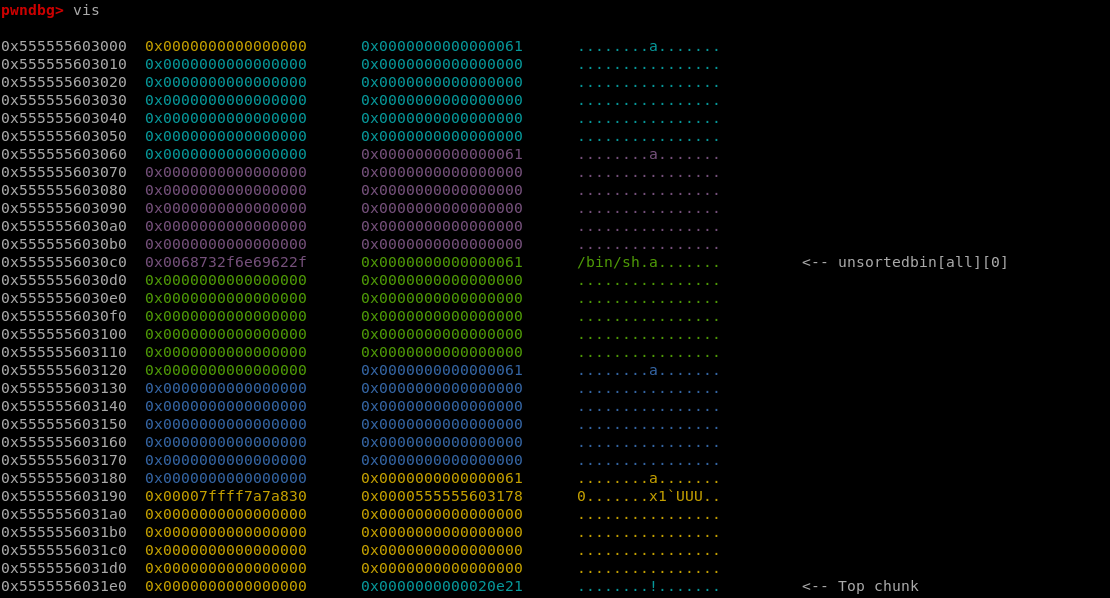 pwndbg> vis
0x555555603000 0x0000000000000000 0x0000000000000061 ........a.......
0x555555603010 0x0000000000000000 0x0000000000000000 ................
0x555555603020 0x0000000000000000 0x0000000000000000 ................
0x555555603030 0x0000000000000000 0x0000000000000000 ................
0x555555603040 0x0000000000000000 0x0000000000000000 ................
0x555555603050 0x0000000000000000 0x0000000000000000 ................
0x555555603060 0x0000000000000000 0x0000000000000061 ........a.......
0x555555603070 0x0000000000000000 0x0000000000000000 ................
0x555555603080 0x0000000000000000 0x0000000000000000 ................
0x555555603090 0x0000000000000000 0x0000000000000000 ................
0x5555556030a0 0x0000000000000000 0x0000000000000000 ................
0x5555556030b0 0x0000000000000000 0x0000000000000000 ................
0x5555556030c0 0x0068732f6e69622f 0x0000000000000061 /bin/sh.a....... <-- unsortedbin[all][0]
0x5555556030d0 0x0000000000000000 0x0000000000000000 ................
0x5555556030e0 0x0000000000000000 0x0000000000000000 ................
0x5555556030f0 0x0000000000000000 0x0000000000000000 ................
0x555555603100 0x0000000000000000 0x0000000000000000 ................
0x555555603110 0x0000000000000000 0x0000000000000000 ................
0x555555603120 0x0000000000000000 0x0000000000000061 ........a.......
0x555555603130 0x0000000000000000 0x0000000000000000 ................
0x555555603140 0x0000000000000000 0x0000000000000000 ................
0x555555603150 0x0000000000000000 0x0000000000000000 ................
0x555555603160 0x0000000000000000 0x0000000000000000 ................
0x555555603170 0x0000000000000000 0x0000000000000000 ................
0x555555603180 0x0000000000000000 0x0000000000000061 ........a.......
0x555555603190 0x00007ffff7a7a830 0x0000555555603178 0.......x1`UUU..
0x5555556031a0 0x0000000000000000 0x0000000000000000 ................
0x5555556031b0 0x0000000000000000 0x0000000000000000 ................
0x5555556031c0 0x0000000000000000 0x0000000000000000 ................
0x5555556031d0 0x0000000000000000 0x0000000000000000 ................
0x5555556031e0 0x0000000000000000 0x0000000000020e21 ........!....... <-- Top chunk